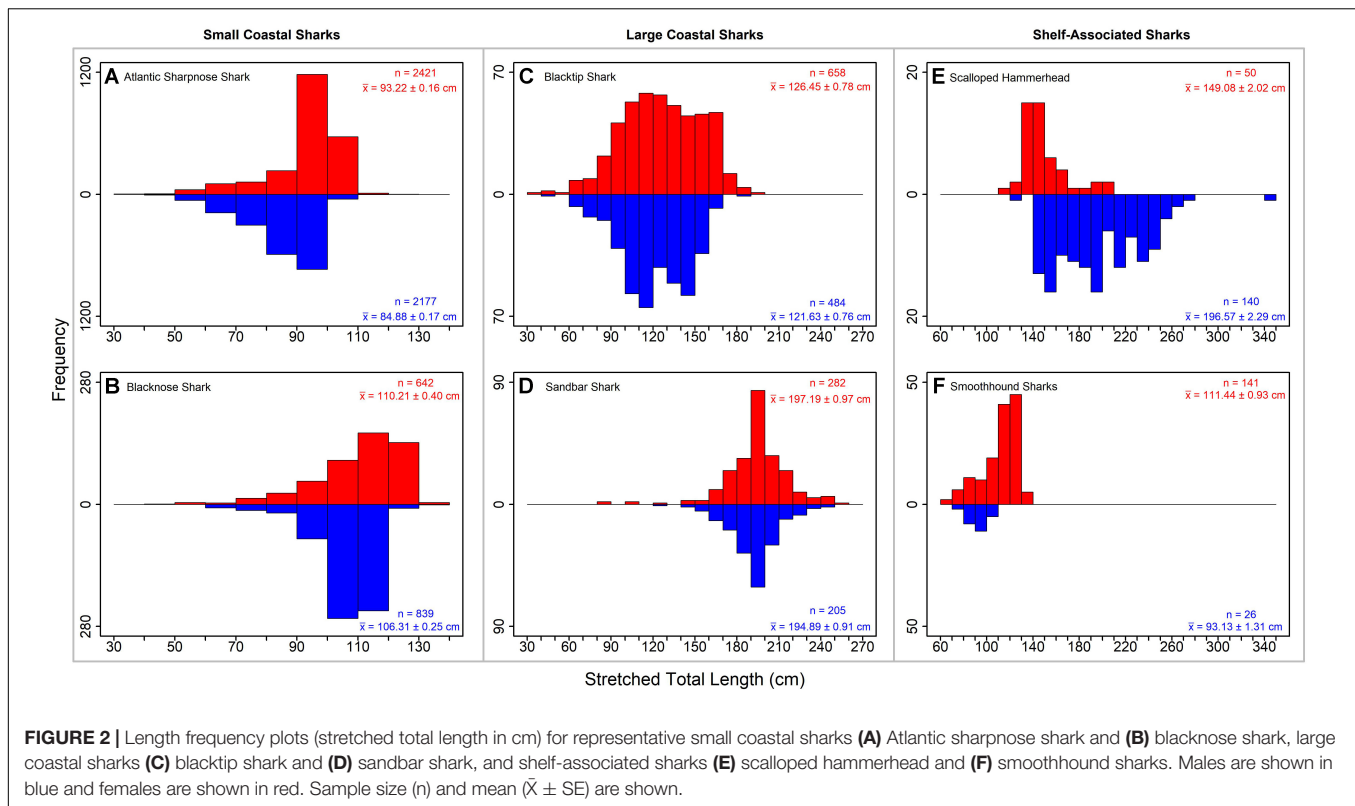 Small Coastal Sharks
Large Coastal Sharks
Shelf-Associated Sharks
A Atlantic Sharpnose Shark
n = 2421
x̄ = 93.22 ± 0.16 cm
1200
0
1200
n = 2177
x̄ = 84.88 ± 0.17 cm
30 50 70 90 110 130
C Blacktip Shark
n = 658
x̄ = 126.45 ± 0.78 cm
70
0
70
n = 484
x̄ = 121.63 ± 0.76 cm
30 60 90 120 150 180 210 240 270
E Scalloped Hammerhead
n = 50
x̄ = 149.08 ± 2.02 cm
20
0
20
n = 140
x̄ = 196.57 ± 2.29 cm
60 100 140 180 220 260 300 340
Frequency
B Blacknose Shark
n = 642
x̄ = 110.21 ± 0.40 cm
280
0
280
n = 839
x̄ = 106.31 ± 0.25 cm
30 50 70 90 110 130
D Sandbar Shark
n = 282
x̄ = 197.19 ± 0.97 cm
90
0
90
n = 205
x̄ = 194.89 ± 0.91 cm
30 60 90 120 150 180 210 240 270
F Smoothhound Sharks
n = 141
x̄ = 111.44 ± 0.93 cm
50
0
50
n = 26
x̄ = 93.13 ± 1.31 cm
60 100 140 180 220 260 300 340
Stretched Total Length (cm)
FIGURE 2 | Length frequency plots (stretched total length in cm) for representative small coastal sharks (A) Atlantic sharpnose shark and (B) blacknose shark, large
coastal sharks (C) blacktip shark and (D) sandbar shark, and shelf-associated sharks (E) scalloped hammerhead and (F) smoothhound sharks. Males are shown in
blue and females are shown in red. Sample size (n) and mean (X̄ ± SE) are shown.